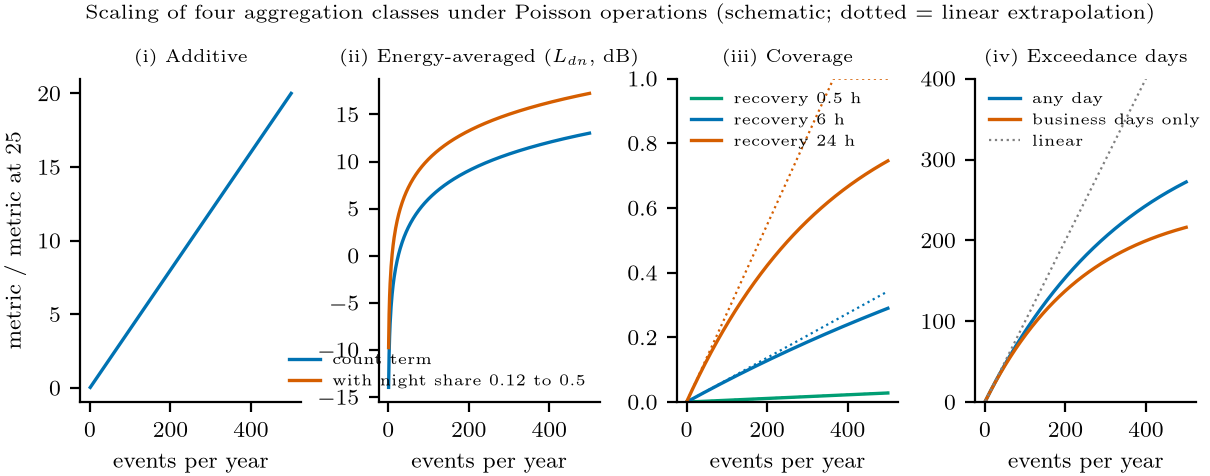 Scaling of four aggregation classes under Poisson operations (schematic; dotted = linear extrapolation)
(i) Additive
metric / metric at 25
20
15
10
5
0
0 200 400
events per year
(ii) Energy-averaged (L_dn, dB)
15
10
5
0
−5
−10
−15
count term
with night share 0.12 to 0.5
0 200 400
events per year
(iii) Coverage
1.0
0.8
0.6
0.4
0.2
0.0
recovery 0.5 h
recovery 6 h
recovery 24 h
0 200 400
events per year
(iv) Exceedance days
400
300
200
100
0
any day
business days only
linear
0 200 400
events per year